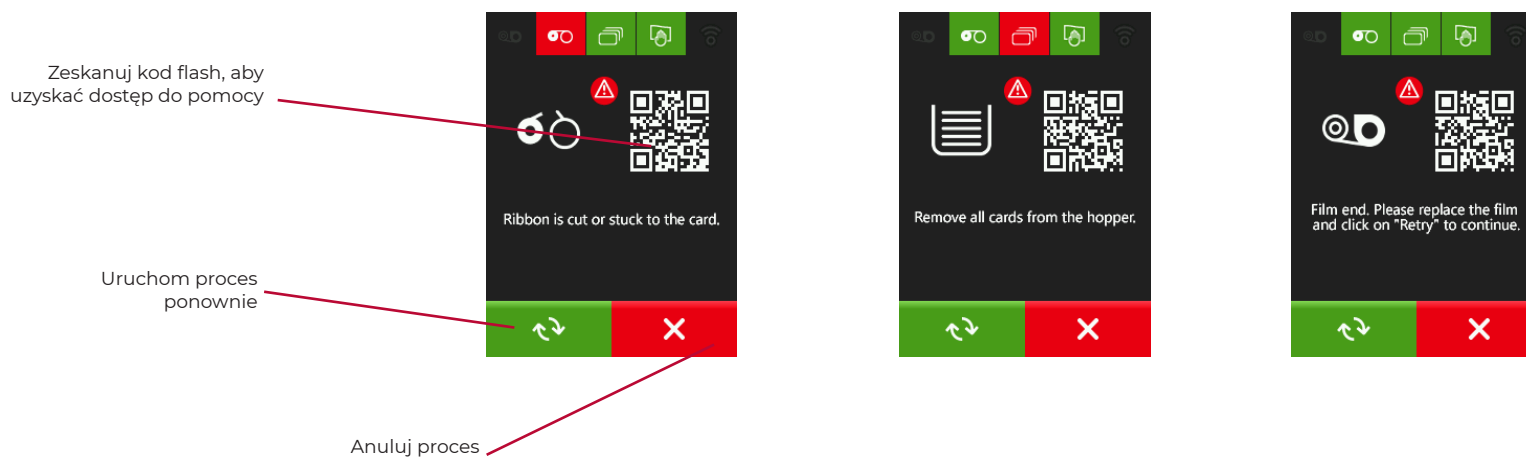 Zeskanuj kod flash, aby
uzyskać dostęp do pomocy
Ribbon is cut or stuck to the card.
Uruchom proces
ponownie
Anuluj proces
Remove all cards from the hopper.
Film end. Please replace the film
and click on "Retry" to continue.